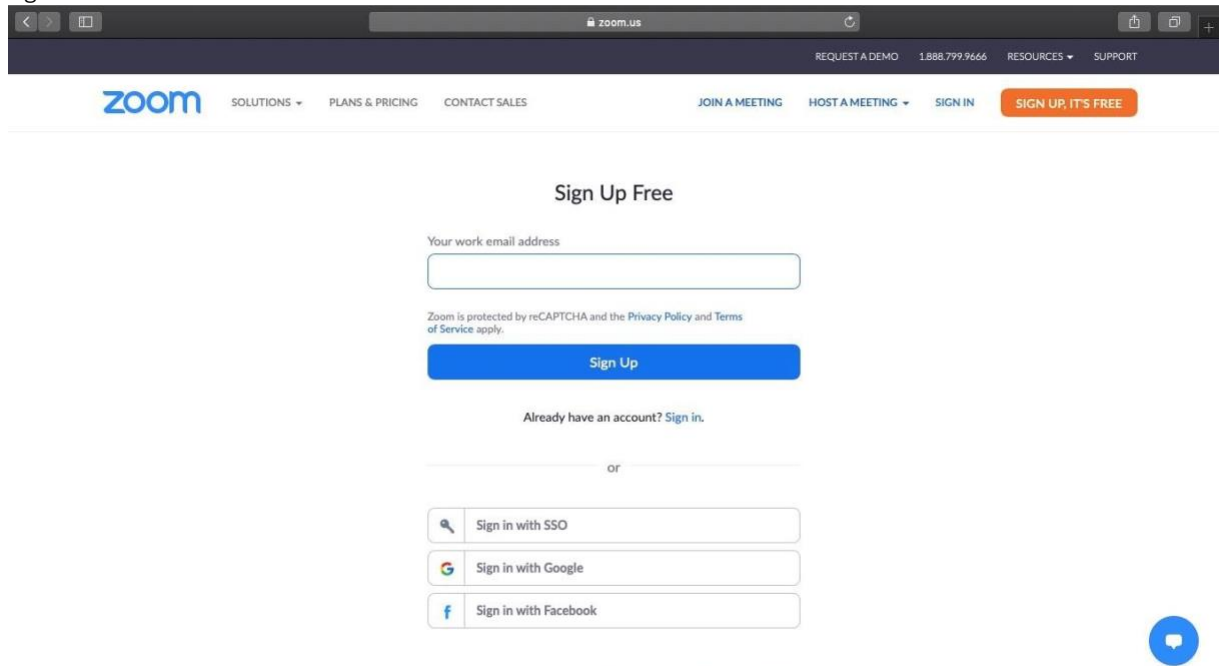 zoom.us
REQUEST A DEMO 1.888.799.9666 RESOURCES SUPPORT
zoom SOLUTIONS PLANS & PRICING CONTACT SALES JOIN A MEETING HOST A MEETING SIGN IN SIGN UP, IT'S FREE
Sign Up Free
Your work email address
Zoom is protected by reCAPTCHA and the Privacy Policy and Terms
of Service apply.
Sign Up
Already have an account? Sign in.
or
Sign in with SSO
G Sign in with Google
f Sign in with Facebook